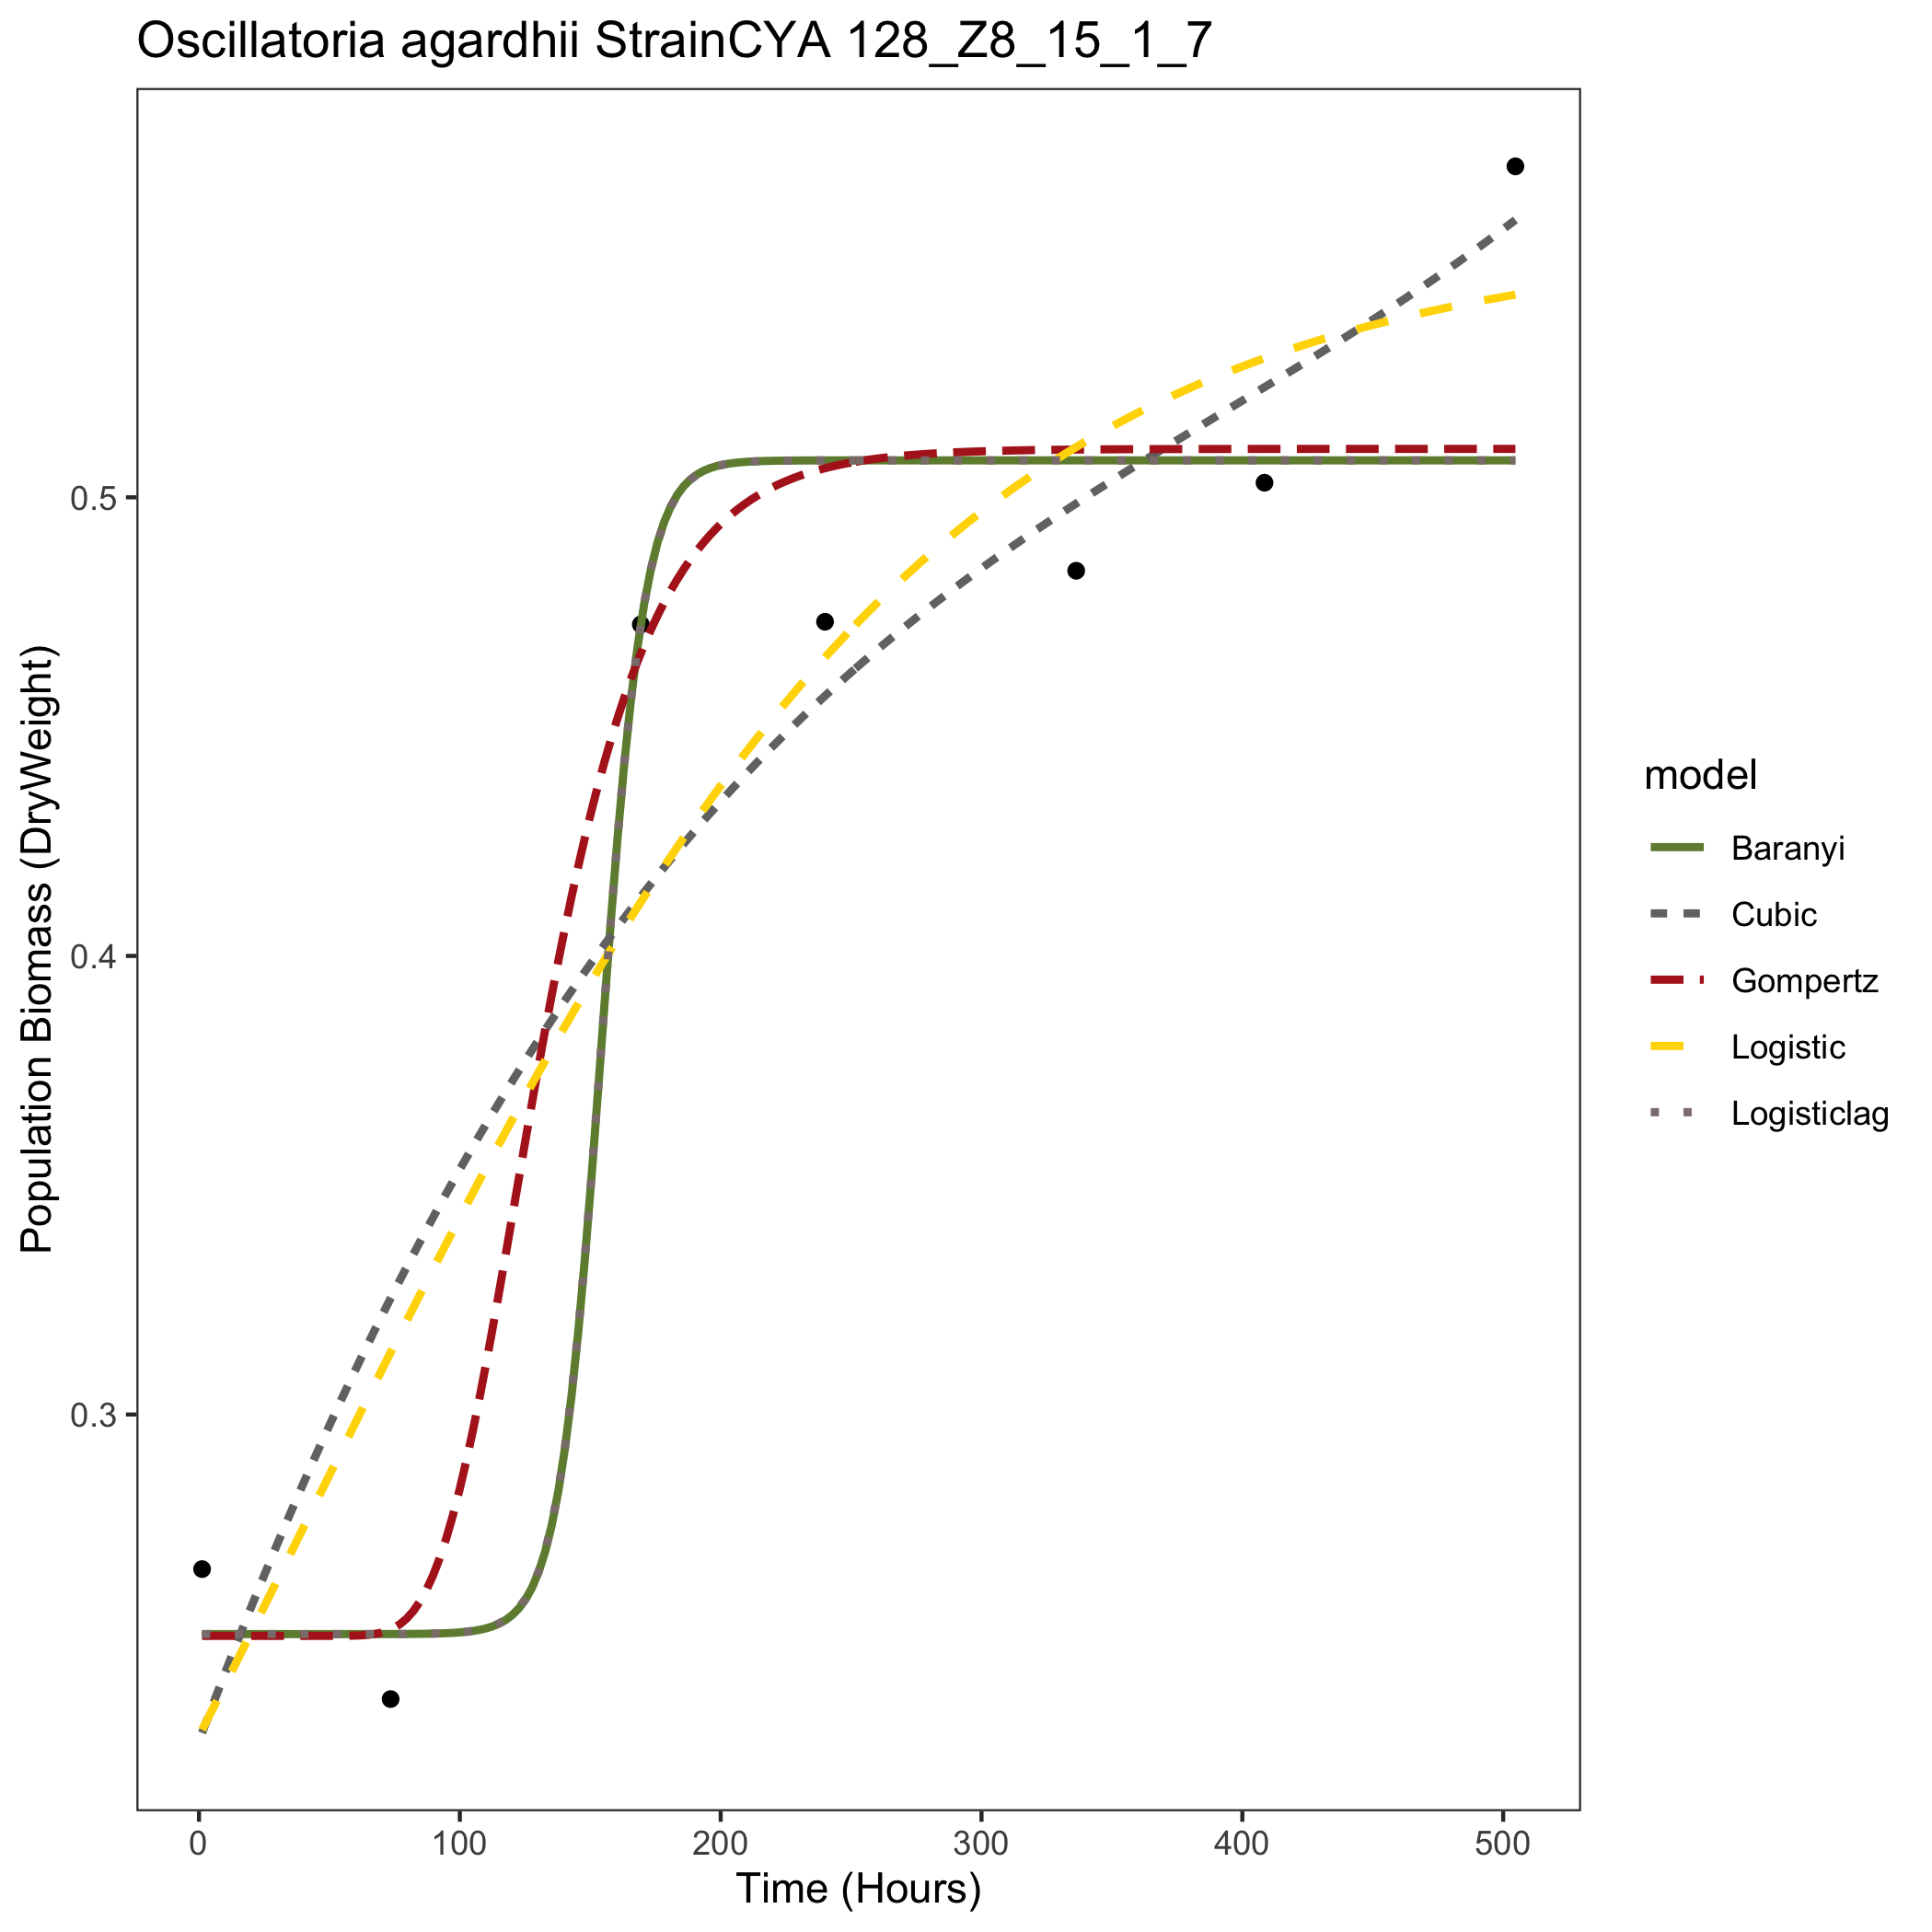 Oscillatoria agardhii StrainCYA 128_Z8_15_1_7
Population Biomass (DryWeight)
0.5
0.4
0.3
0 100 200 300 400 500
Time (Hours)
model
Baranyi
Cubic
Gompertz
Logistic
Logisticlag